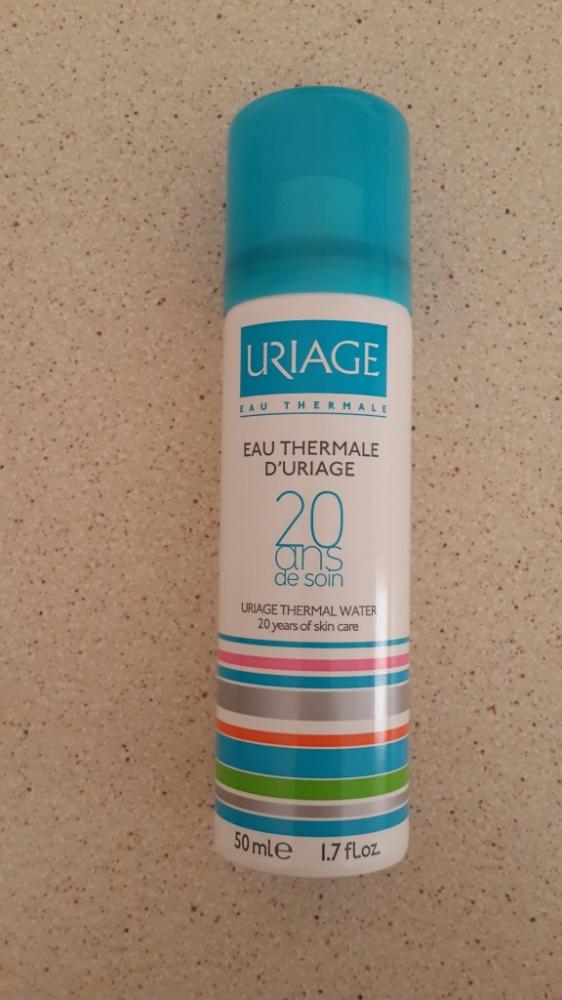 URIAGE
EAU THERMALE
EAU THERMALE
D'URIAGE
20
ans
de soin
URIAGE THERMAL WATER
20 years of skin care
50 ml e 1.7 fl.oz.